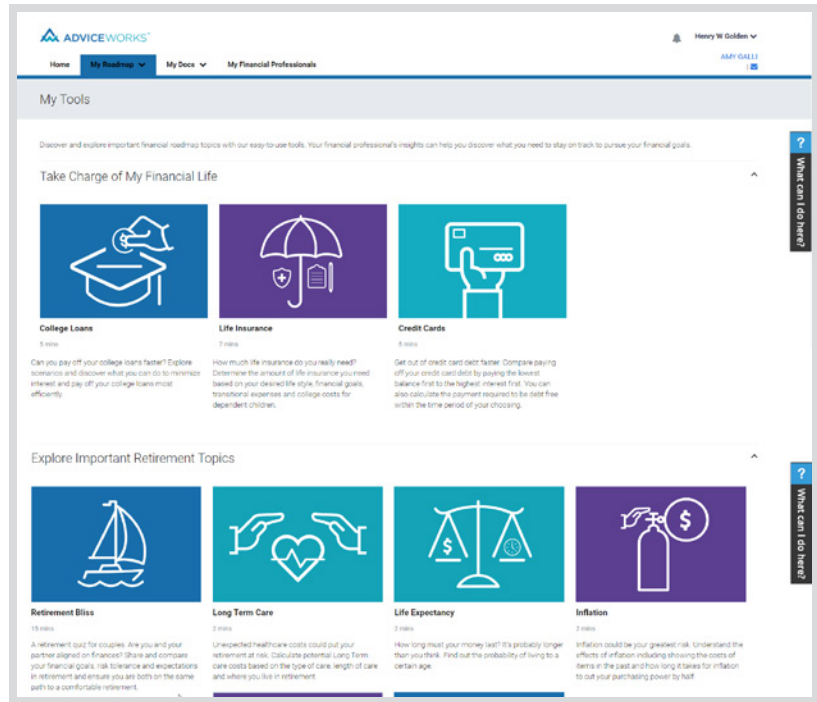 ADVICEWORKS
Henry W Golden
Home My Roadmap My Docs My Financial Professionals
AMY GALLI
My Tools
Discover and explore important financial roadmap topics with our easy-to-use tools. Your financial professional's insights can help you discover what you need to stay on track to pursue your financial goals.
? What can I do here?
Take Charge of My Financial Life
College Loans
5 mins
Can you pay off your college loans faster? Explore
scenarios and discover what you can do to minimize
interest and pay off your college loans most
efficiently.
Life Insurance
7 mins
How much life insurance do you really need?
Determine the amount of life insurance you need
based on your desired life style, financial goals,
transitional expenses and college costs for
dependent children.
Credit Cards
5 mins
Get out of credit card debt faster. Compare paying
off your credit card debt by paying the lowest
balance first to the highest interest first. You can
also calculate the payment required to be debt free
within the time period of your choosing.
Explore Important Retirement Topics
? What can I do here?
$
$
Retirement Bliss
15 mins
A retirement quiz for couples. Are you and your
partner aligned on finances? Share and compare
your financial goals, risk tolerance and expectations
in retirement and ensure you are both on the same
path to a comfortable retirement.
Long Term Care
2 mins
Unexpected healthcare costs could put your
retirement at risk. Calculate potential Long Term
care costs based on the type of care, length of care
and where you live in retirement.
Life Expectancy
2 mins
How long must your money last? It's probably longer
than you think. Find out the probability of living to a
certain age.
Inflation
2 mins
Inflation could be your greatest risk. Understand the
effects of inflation including showing the costs of
items in the past and how long it takes for inflation
to cut your purchasing power by half.